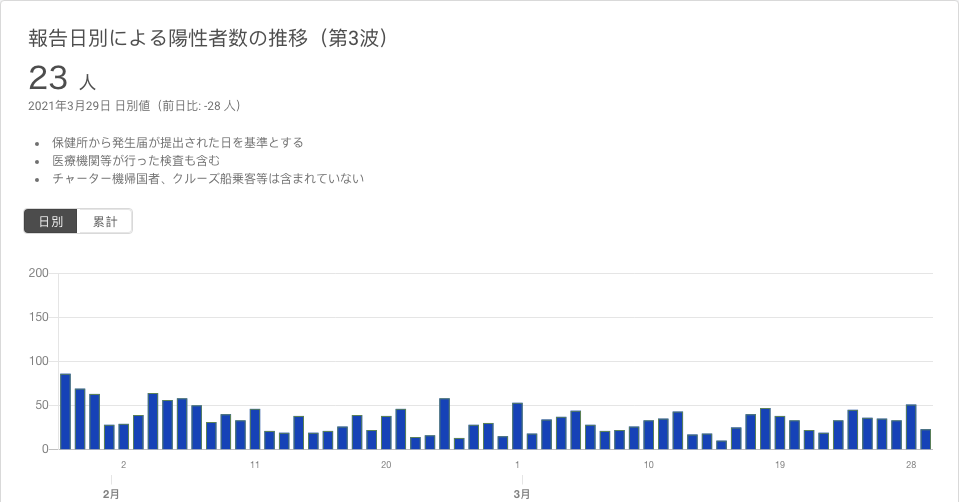 報告日別による陽性者数の推移（第3波）
23 人
2021年3月29日 日別値（前日比: -28 人）
保健所から発生届が提出された日を基準とする
医療機関等が行った検査も含む
チャーター機帰国者、クルーズ船乗客等は含まれていない
日別 累計
200
150
100
50
0
2 11 20 1 10 19 28
2月 3月